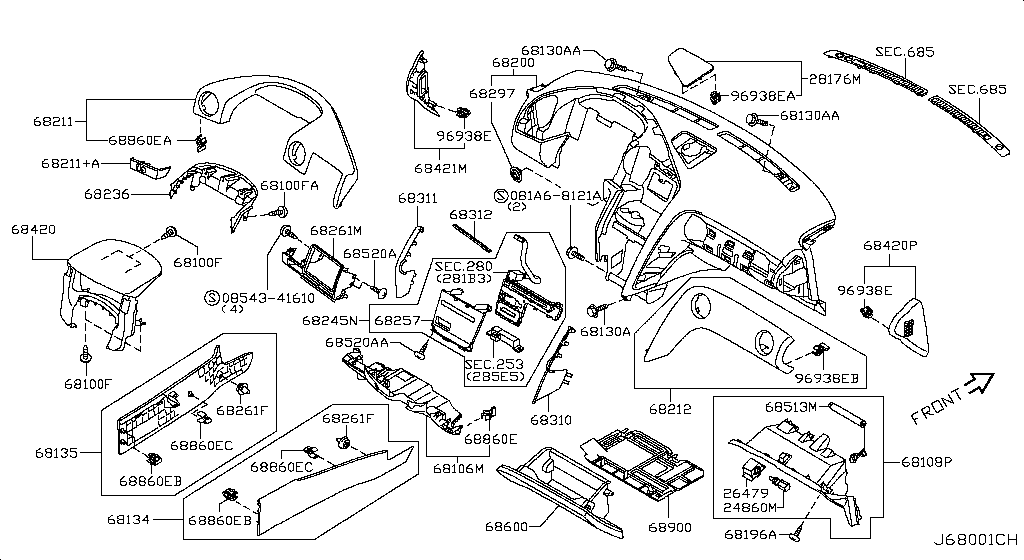 68130AA
68200
SEC.685
68297
28176M
SEC.685
96938EA
68130AA
68211
68860EA
96938E
68211+A
68421M
68236
68100FA
68311
S 081A6-8121A
(2)
68312
68420
68261M
68420P
68520A
68100F
SEC.280
(281B3)
96938E
S 08543-41610
(4)
68245N
68257
68130A
68520AA
SEC.253
(285E5)
68100F
96938EB
68261F
68212
68513M
FRONT
68261F
68310
68860EC
68860E
68135
68860EC
68106M
68108P
68860EB
26479
24860M
68134
68860EB
68600
68900
68196A
J68001CH